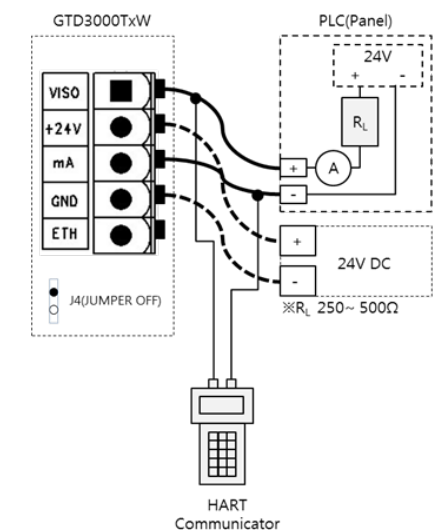 GTD3000TxW
PLC(Panel)
24V
+ -
RL
VISO
+24V
mA
GND
ETH
+
A
-
+
24V DC
-
J4(JUMPER OFF)
※RL 250~ 500Ω
HART
Communicator